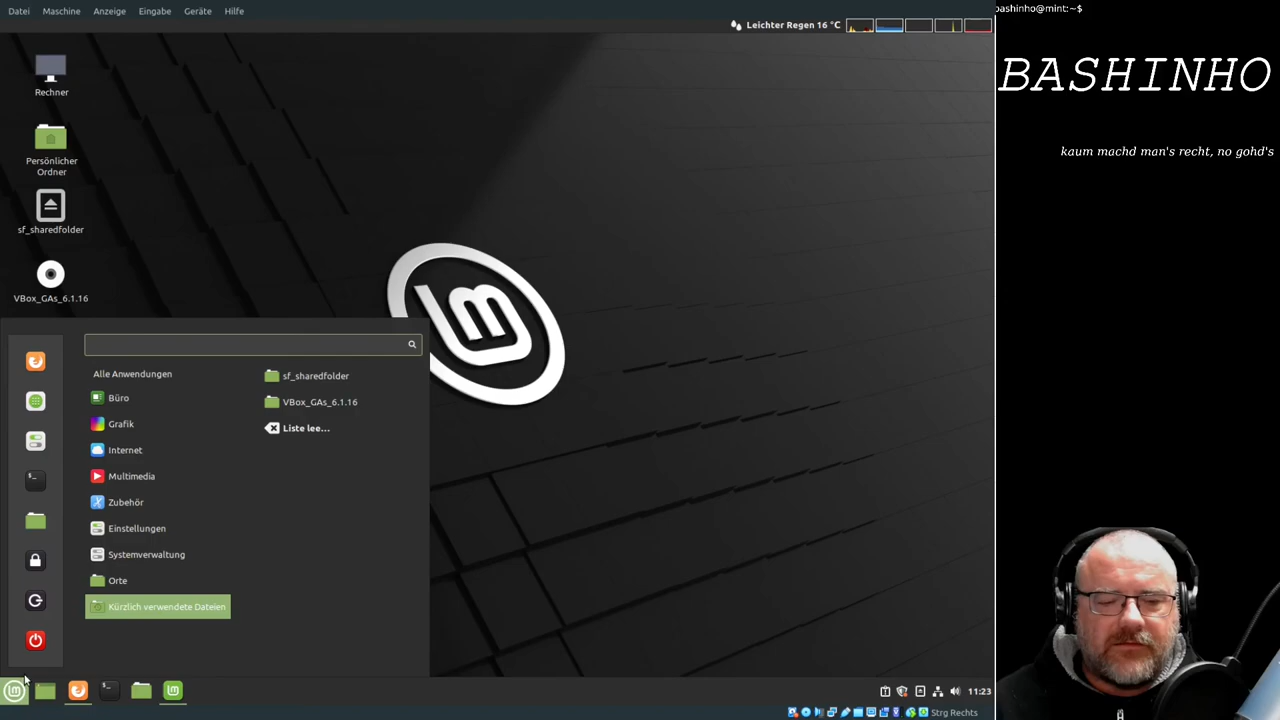 Datei Maschine Anzeige Eingabe Geräte Hilfe
bashinho@mint:~$
Leichter Regen 16 °C
BASHINHO
kaum machd man's recht, no gohd's
Rechner
Persönlicher
Ordner
sf_sharedfolder
VBox_GAs_6.1.16
Alle Anwendungen
Büro
Grafik
Internet
Multimedia
Zubehör
Einstellungen
Systemverwaltung
Orte
Kürzlich verwendete Dateien
sf_sharedfolder
VBox_GAs_6.1.16
Liste lee...
11:23
Strg Rechts